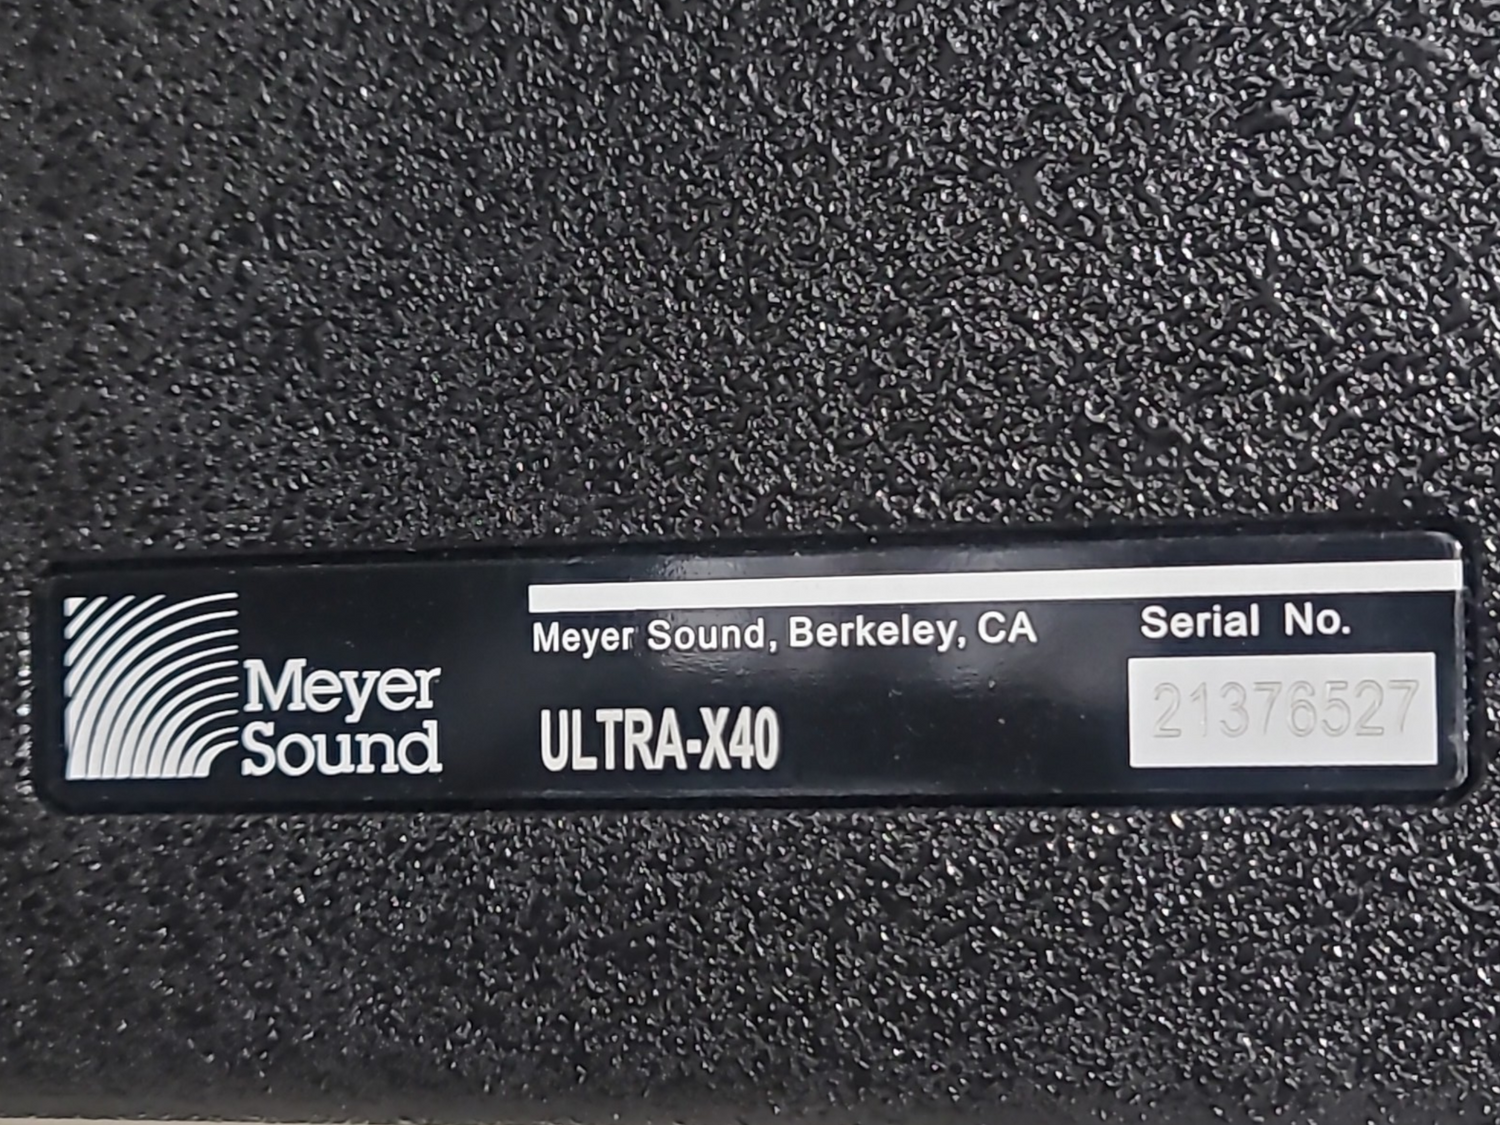 Meyer
Sound
Meyer Sound, Berkeley, CA
ULTRA-X40
Serial No.
21376527